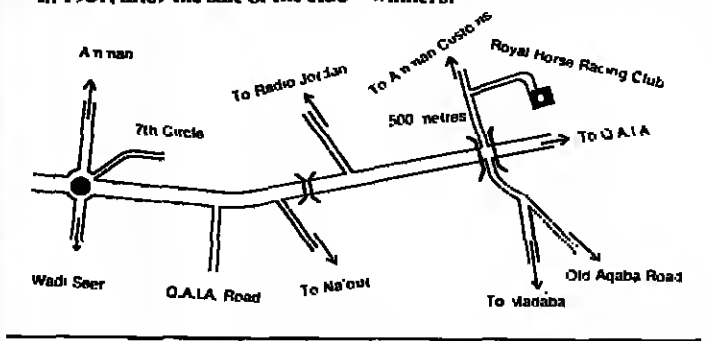 Amman
To Radio Jordan
To Amman Customs
Royal Horse Racing Club
7th Circle
500 metres
To Q.A.I.A
Wadi Seer
Q.A.I.A. Road
To Na'our
To Madaba
Old Aqaba Road